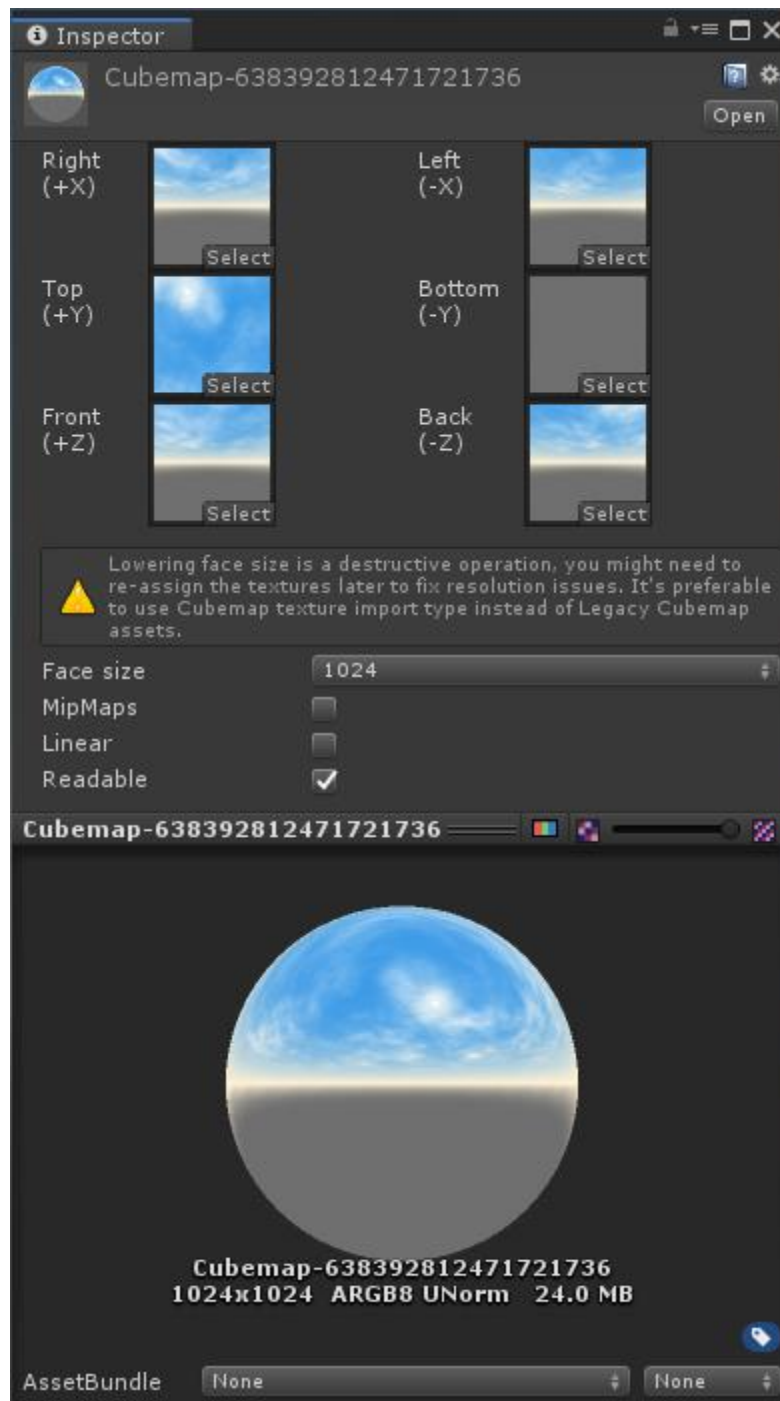 Inspector
Cubemap-638392812471721736
Open
Right
(+X)
Select
Left
(-X)
Select
Top
(+Y)
Select
Bottom
(-Y)
Select
Front
(+Z)
Select
Back
(-Z)
Select
Lowering face size is a destructive operation, you might need to
re-assign the textures later to fix resolution issues. It's preferable
to use Cubemap texture import type instead of Legacy Cubemap
assets.
Face size 1024
MipMaps
Linear
Readable
Cubemap-638392812471721736
Cubemap-638392812471721736
1024x1024 ARGB8 UNorm 24.0 MB
AssetBundle None None